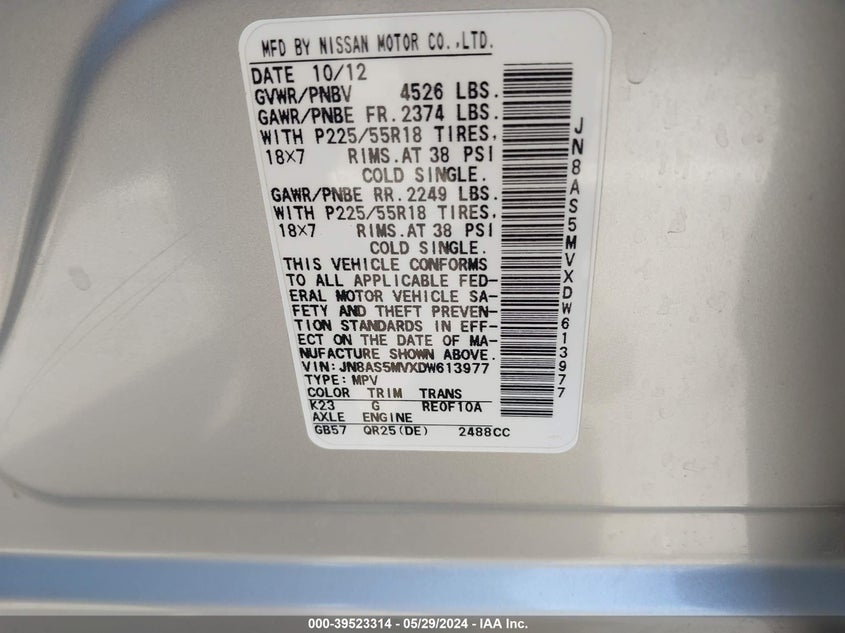 MFD BY NISSAN MOTOR CO.,LTD.
DATE 10/12
GVWR/PNBV 4526 LBS.
GAWR/PNBE FR.2374 LBS.
WITH P225/55R18 TIRES,
18X7 RIMS.AT 38 PSI
COLD SINGLE.
GAWR/PNBE RR.2249 LBS.
WITH P225/55R18 TIRES,
18X7 RIMS.AT 38 PSI
COLD SINGLE.
THIS VEHICLE CONFORMS
TO ALL APPLICABLE FED-
ERAL MOTOR VEHICLE SA-
FETY AND THEFT PREVEN-
TION STANDARDS IN EFF-
ECT ON THE DATE OF MA-
NUFACTURE SHOWN ABOVE.
VIN:JN8AS5MVXDW613977
TYPE:MPV
COLOR TRIM TRANS
K23 G RE0F10A
AXLE ENGINE
GB57 QR25(DE) 2488CC
JN8AS5MVXDW613977
000-39523314 - 05/29/2024 - IAA Inc.